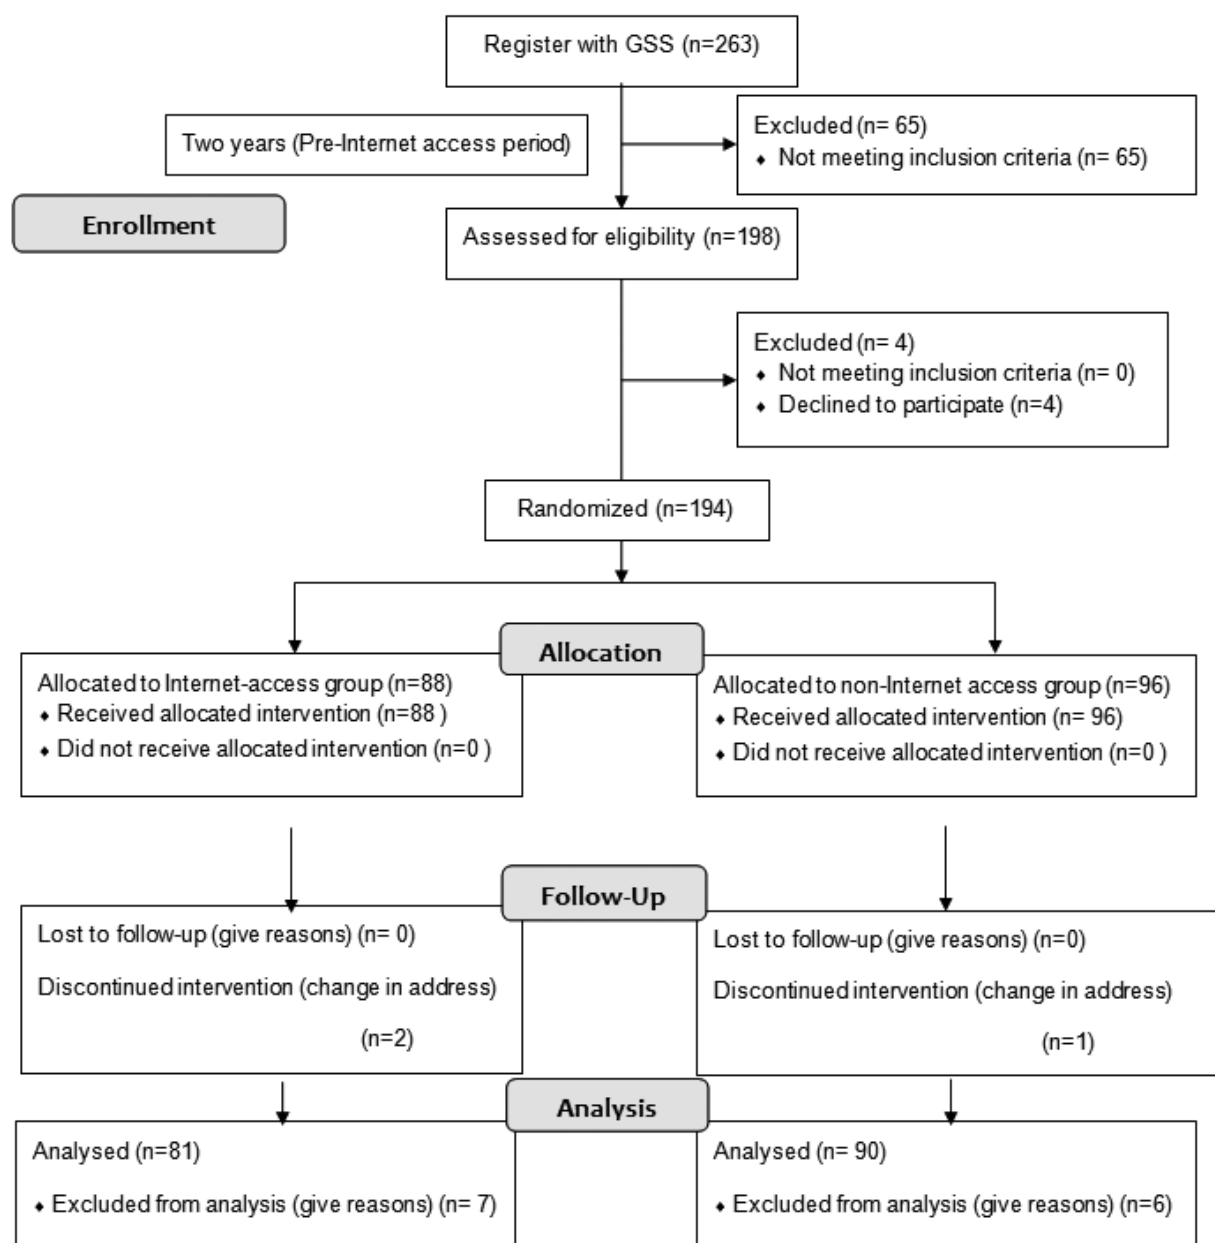 Register with GSS (n=263)
Two years (Pre-Internet access period)
Excluded (n= 65)
♦ Not meeting inclusion criteria (n= 65)
Enrollment
Assessed for eligibility (n=198)
Excluded (n= 4)
♦ Not meeting inclusion criteria (n= 0)
♦ Declined to participate (n=4)
Randomized (n=194)
Allocation
Allocated to Internet-access group (n=88)
♦ Received allocated intervention (n=88 )
♦ Did not receive allocated intervention (n=0 )
Allocated to non-Internet access group (n=96)
♦ Received allocated intervention (n= 96)
♦ Did not receive allocated intervention (n=0 )
Follow-Up
Lost to follow-up (give reasons) (n= 0)
Discontinued intervention (change in address)
(n=2)
Lost to follow-up (give reasons) (n=0)
Discontinued intervention (change in address)
(n=1)
Analysis
Analysed (n=81)
♦ Excluded from analysis (give reasons) (n= 7)
Analysed (n= 90)
♦ Excluded from analysis (give reasons) (n=6)